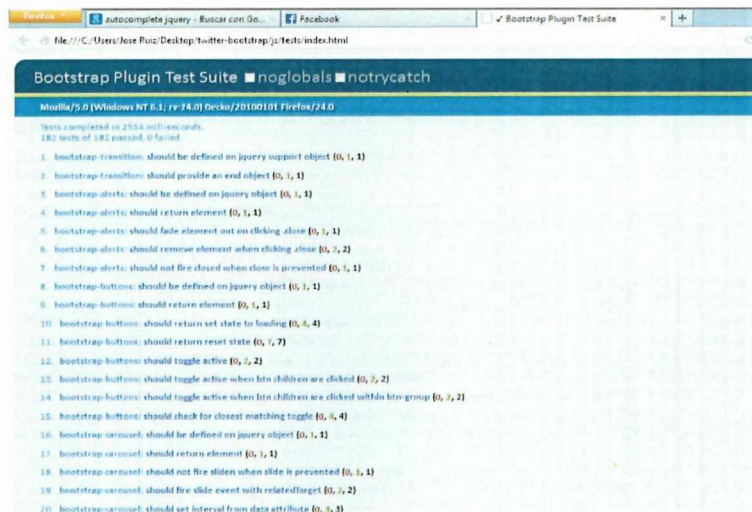 Firefox
autocomplete jquery - Buscar con Go...
Facebook
✓ Bootstrap Plugin Test Suite
file:///C:/Users/Jose Ruiz/Desktop/twitter-bootstrap/js/tests/index.html
Bootstrap Plugin Test Suite noglobals notrycatch
Mozilla/5.0 (Windows NT 6.1; rv:24.0) Gecko/20100101 Firefox/24.0
Tests completed in 2554 milliseconds.
182 tests of 182 passed, 0 failed.
1. bootstrap-transition: should be defined on jquery support object (0, 1, 1)
2. bootstrap-transition: should provide an end object (0, 1, 1)
3. bootstrap-alerts: should be defined on jquery object (0, 1, 1)
4. bootstrap-alerts: should return element (0, 1, 1)
5. bootstrap-alerts: should fade element out on clicking .close (0, 1, 1)
6. bootstrap-alerts: should remove element when clicking .close (0, 2, 2)
7. bootstrap-alerts: should not fire closed when close is prevented (0, 1, 1)
8. bootstrap-buttons: should be defined on jquery object (0, 1, 1)
9. bootstrap-buttons: should return element (0, 1, 1)
10. bootstrap-buttons: should return set state to loading (0, 4, 4)
11. bootstrap-buttons: should return reset state (0, 7, 7)
12. bootstrap-buttons: should toggle active (0, 2, 2)
13. bootstrap-buttons: should toggle active when btn children are clicked (0, 2, 2)
14. bootstrap-buttons: should toggle active when btn children are clicked within btn-group (0, 2, 2)
15. bootstrap-buttons: should check for closest matching toggle (0, 4, 4)
16. bootstrap-carousel: should be defined on jquery object (0, 1, 1)
17. bootstrap-carousel: should return element (0, 1, 1)
18. bootstrap-carousel: should not fire sliden when slide is prevented (0, 1, 1)
19. bootstrap-carousel: should fire slide event with relatedTarget (0, 2, 2)
20. bootstrap-carousel: should set interval from data attribute (0, 3, 3)